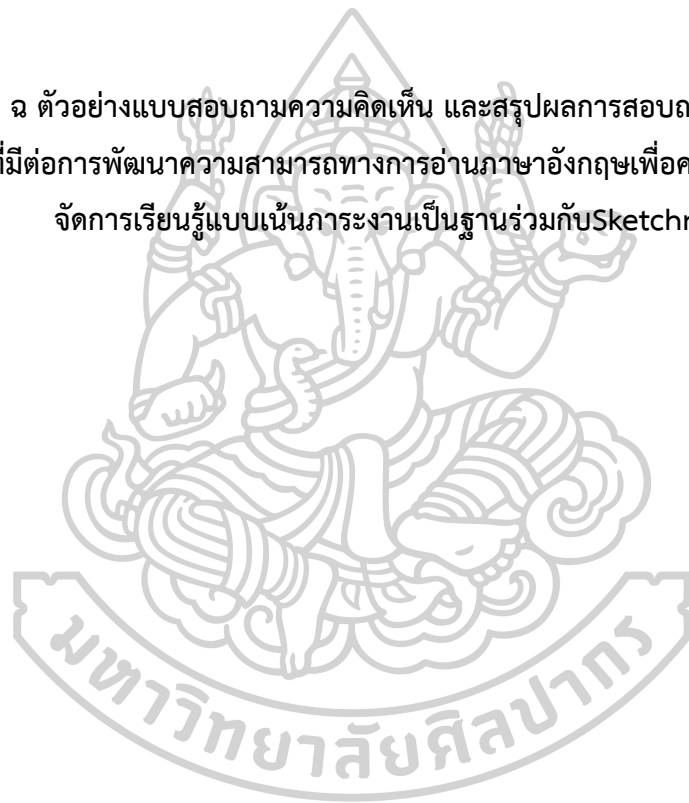 ฉ ตัวอย่างแบบสอบถามความคิดเห็น และสรุปผลการสอบถ
ที่มีต่อการพัฒนาความสามารถทางการอ่านภาษาอังกฤษเพื่อค
จัดการเรียนรู้แบบเน้นภาระงานเป็นฐานร่วมกับSketchn
มหาวิทยาลัยศิลปากร